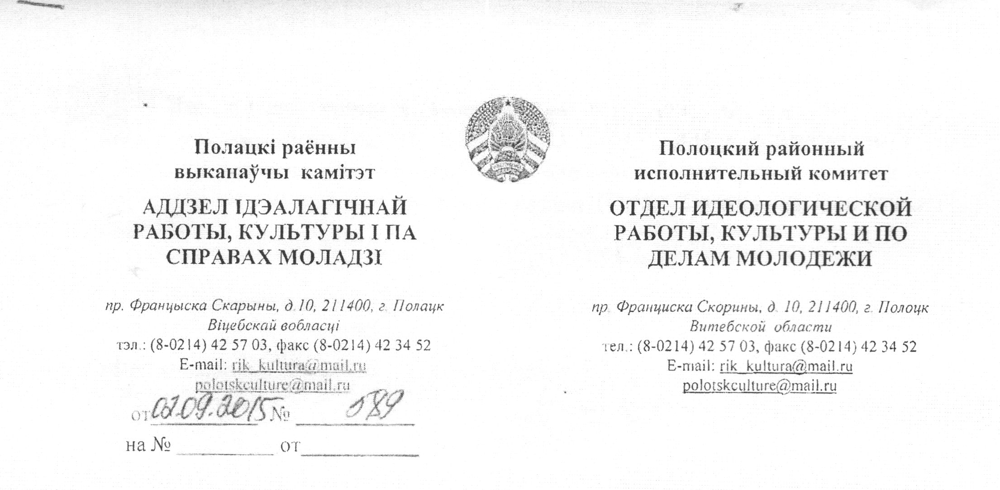 Полацкі раённы
выканаўчы камітэт
АДДЗЕЛ ІДЭАЛАГІЧНАЙ
РАБОТЫ, КУЛЬТУРЫ І ПА
СПРАВАХ МОЛАДЗІ
пр. Францыска Скарыны, д.10, 211400, г. Полацк
Віцебскай вобласці
тэл.: (8-0214) 42 57 03, факс (8-0214) 42 34 52
E-mail: rik_kultura@mail.ru
polotskculture@mail.ru
от 02.09.2015 №
на № от
Полоцкий районный
исполнительный комитет
ОТДЕЛ ИДЕОЛОГИЧЕСКОЙ
РАБОТЫ, КУЛЬТУРЫ И ПО
ДЕЛАМ МОЛОДЕЖИ
пр. Франциска Скорины, д. 10, 211400, г. Полоцк
Витебской области
тел.: (8-0214) 42 57 03, факс (8-0214) 42 34 52
E-mail: rik_kultura@mail.ru
polotskculture@mail.ru